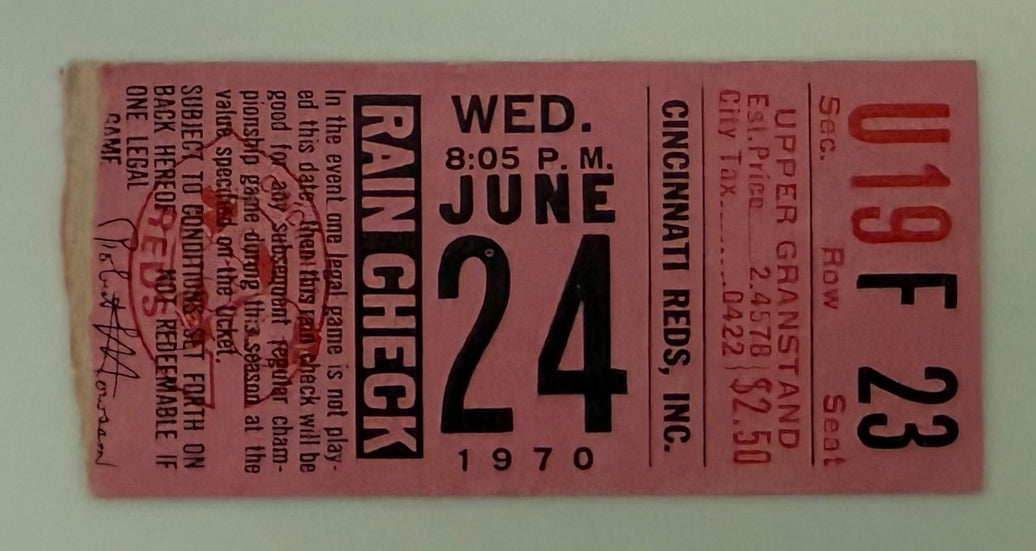 U19 F 23
Sec. Row Seat
UPPER GRANSTAND
Est. Price 2.4578 } $2.50
City Tax .0422
CINCINNATI REDS, INC.
WED.
8:05 P. M.
JUNE
24
1970
RAIN CHECK
In the event one legal game is not play-
ed this date, then this rain check will be
good for any subsequent regular cham-
pionship game during this season at the
value specified on the ticket.
SUBJECT TO CONDITIONS SET FORTH ON
BACK HEREOF NOT REDEEMABLE IF
ONE LEGAL
GAME
REDS